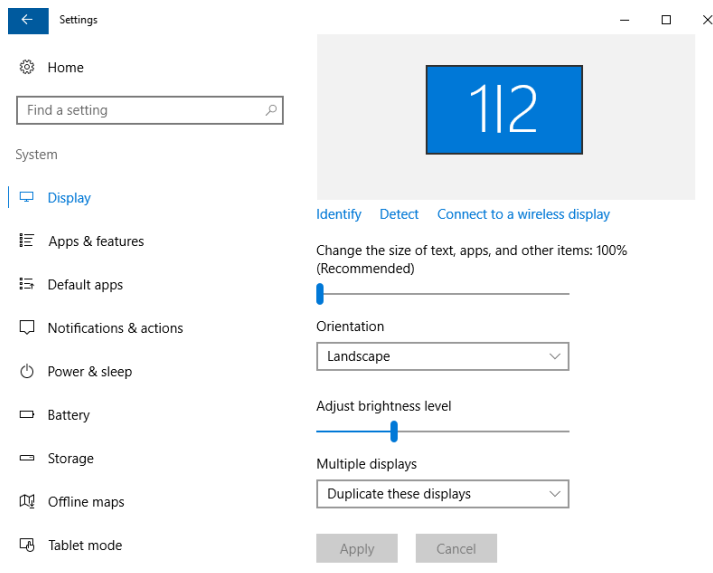 Settings
Home
Find a setting
System
Display
Apps & features
Default apps
Notifications & actions
Power & sleep
Battery
Storage
Offline maps
Tablet mode
1|2
Identify Detect Connect to a wireless display
Change the size of text, apps, and other items: 100%
(Recommended)
Orientation
Landscape
Adjust brightness level
Multiple displays
Duplicate these displays
Apply Cancel